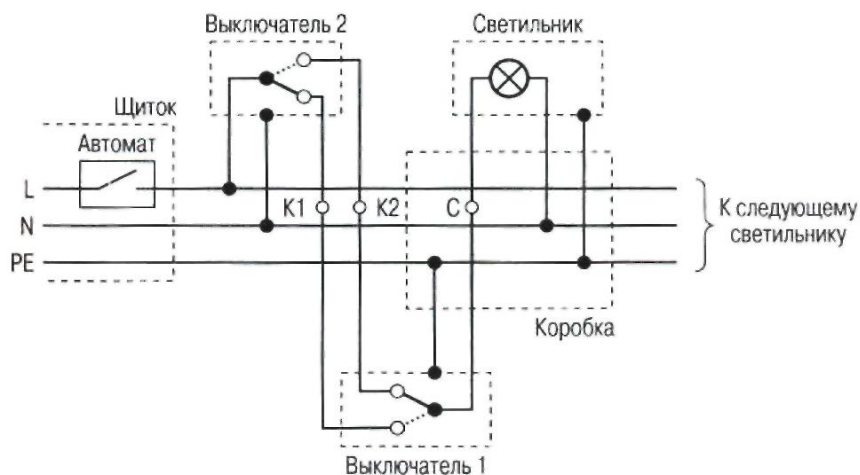 Выключатель 2
Светильник
Щиток
Автомат
L
K1
K2
C
N
К следующему
светильнику
PE
Коробка
Выключатель 1